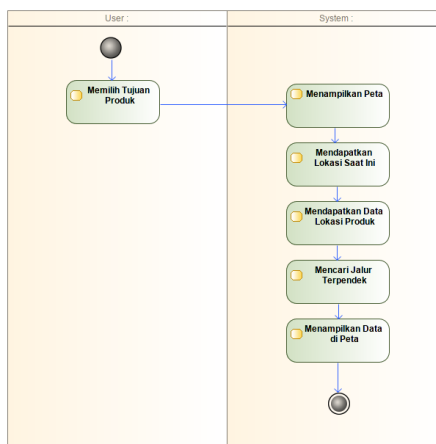 User :
System :
Memilih Tujuan
Produk
Menampilkan Peta
Mendapatkan
Lokasi Saat Ini
Mendapatkan Data
Lokasi Produk
Mencari Jalur
Terpendek
Menampilkan Data
di Peta